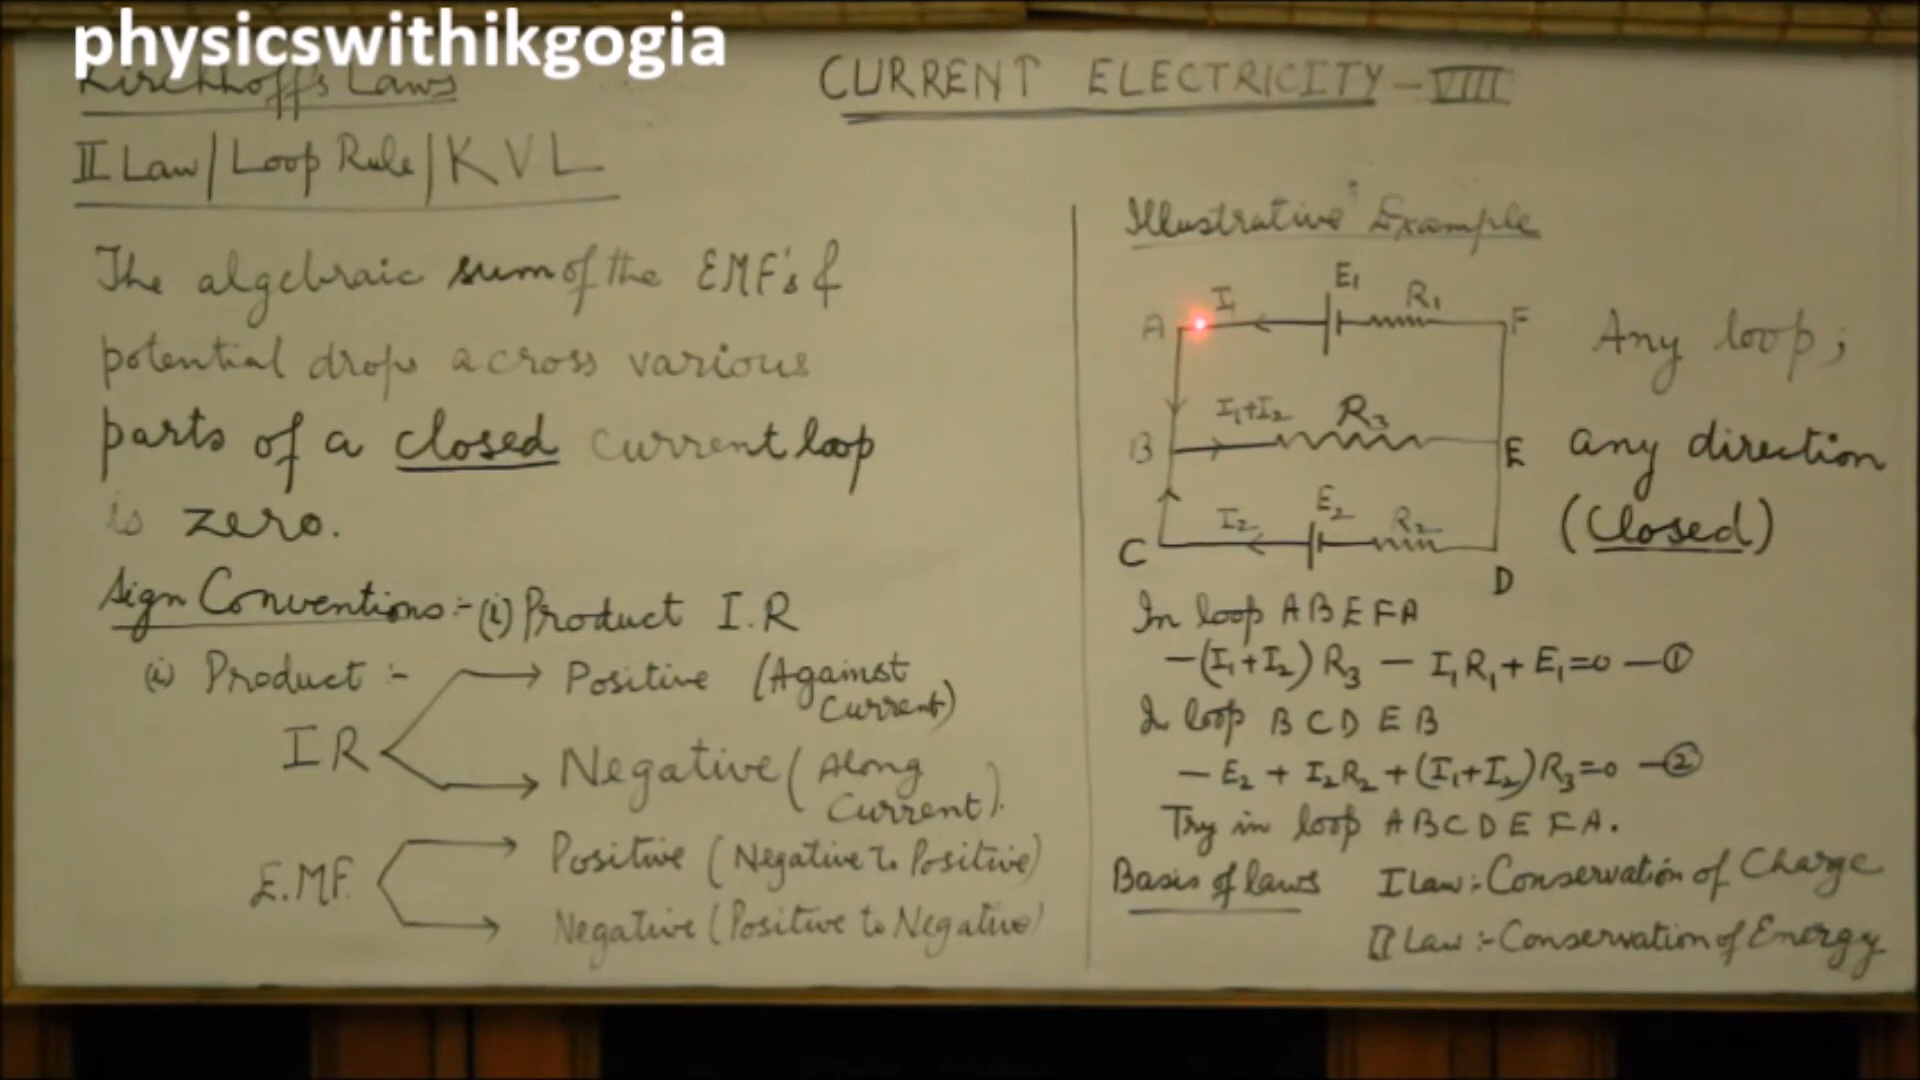 physicswithikgogia
Kirchhoff's Laws
CURRENT ELECTRICITY - VIII
II Law / Loop Rule / KVL
The algebraic sum of the EMF's &
potential drops across various
parts of a closed current loop
is zero.
Sign Conventions :- (i) Product I.R
(i) Product :-
IR
Positive (Against
Current)
Negative (Along
Current).
E.MF.
Positive (Negative to Positive)
Negative (Positive to Negative)
Illustrative Example
E₁
I₁
R₁
A
F
I₁+I₂
R₃
B
E
E₂
I₂
R₂
C
D
Any loop;
any direction
(Closed)
In loop ABEFA
-(I₁+I₂)R₃ - I₁R₁ + E₁=0 -①
In loop BCDEB
- E₂ + I₂R₂ + (I₁+I₂)R₃=0 -②
Try in loop ABCDEFA.
Basis of laws I Law :- Conservation of Charge
II Law :- Conservation of Energy